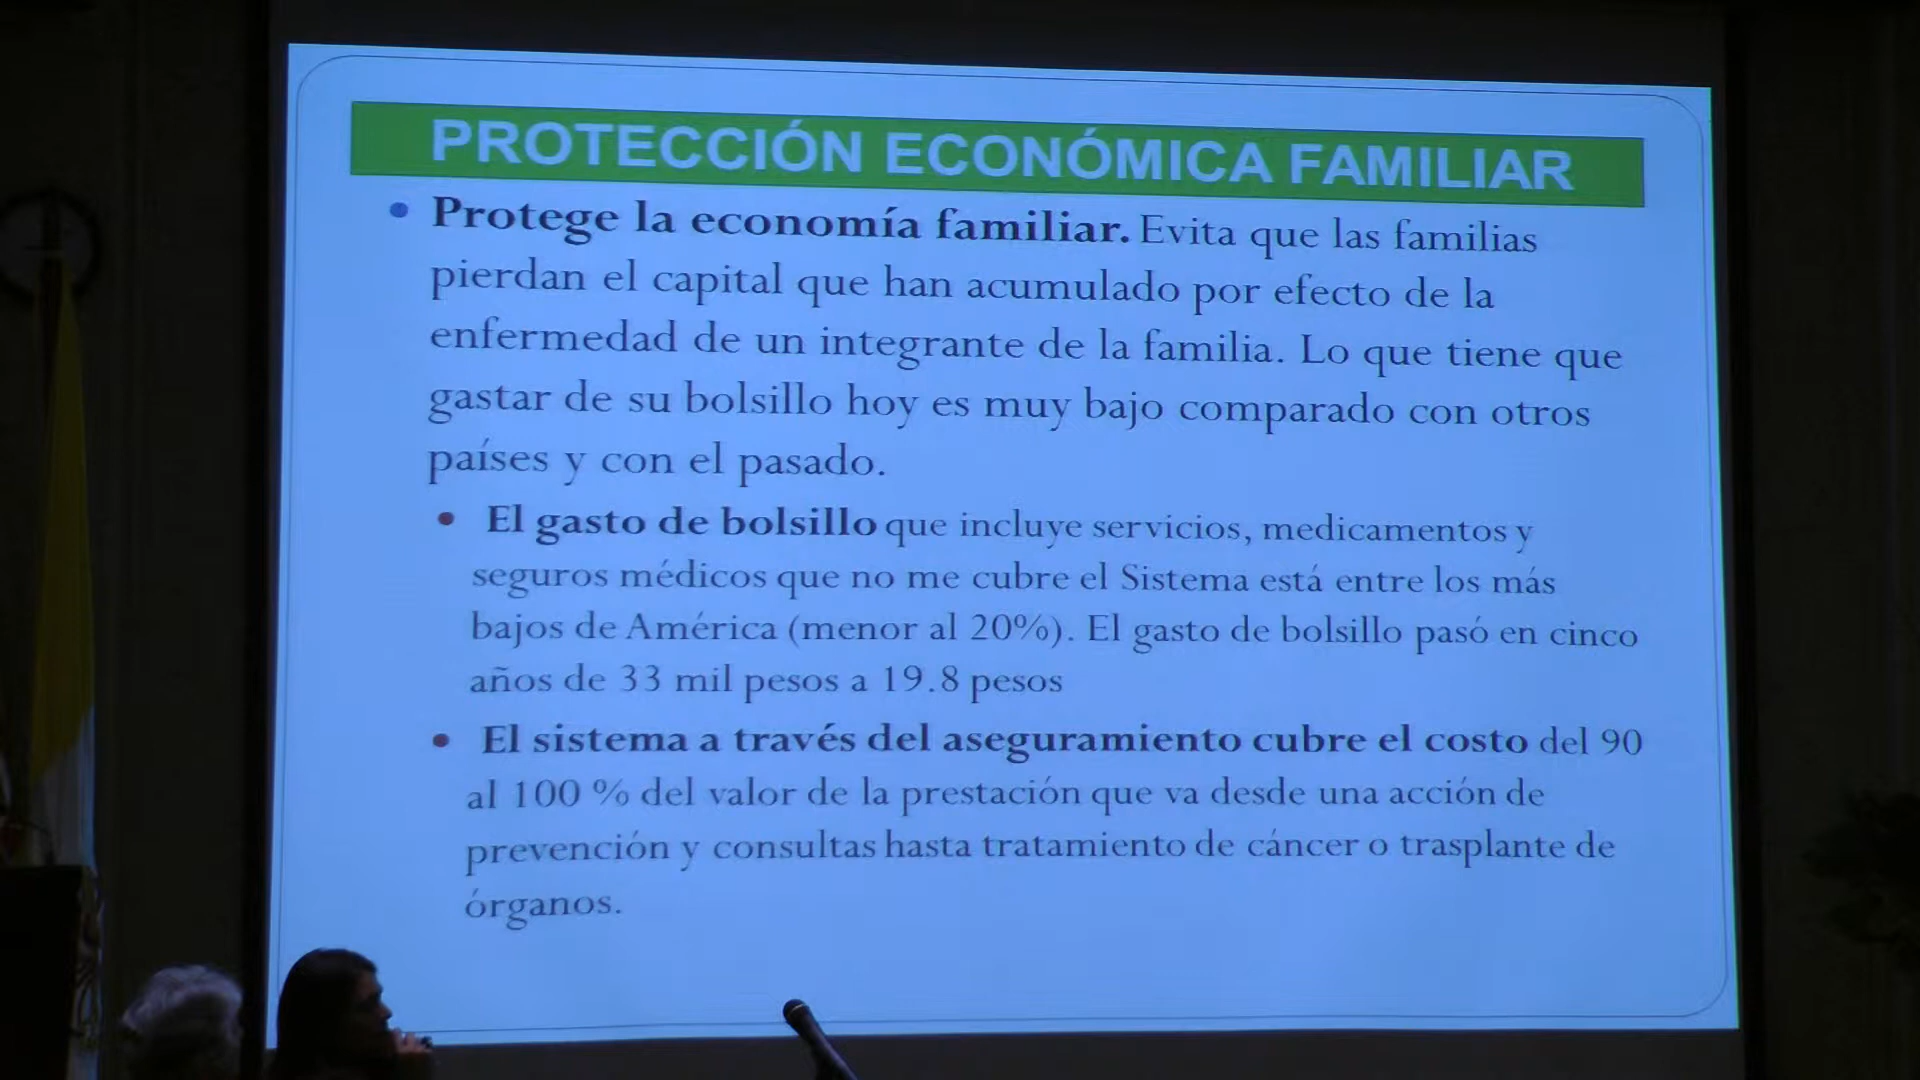 PROTECCIÓN ECONÓMICA FAMILIAR
• Protege la economía familiar. Evita que las familias
pierdan el capital que han acumulado por efecto de la
enfermedad de un integrante de la familia. Lo que tiene que
gastar de su bolsillo hoy es muy bajo comparado con otros
países y con el pasado.
• El gasto de bolsillo que incluye servicios, medicamentos y
seguros médicos que no me cubre el Sistema está entre los más
bajos de América (menor al 20%). El gasto de bolsillo pasó en cinco
años de 33 mil pesos a 19.8 pesos
• El sistema a través del aseguramiento cubre el costo del 90
al 100 % del valor de la prestación que va desde una acción de
prevención y consultas hasta tratamiento de cáncer o trasplante de
órganos.